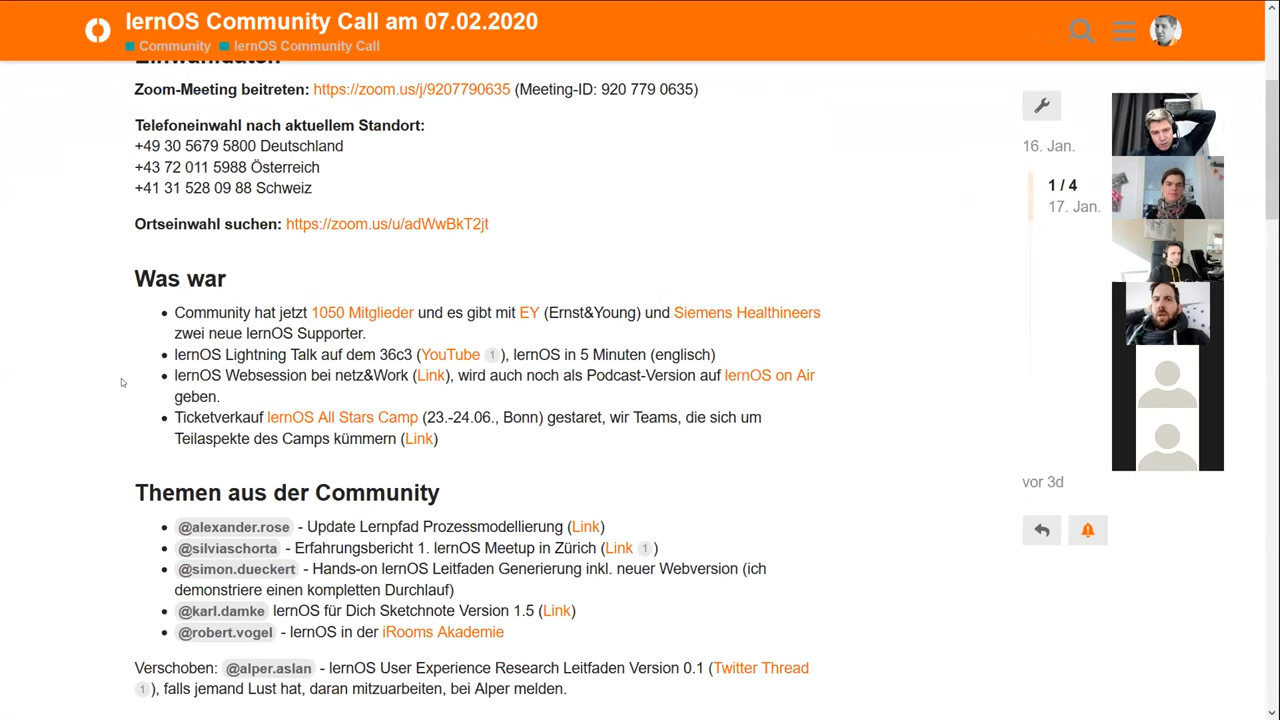 lernOS Community Call am 07.02.2020
Community lernOS Community Call
Einwahldaten
Zoom-Meeting beitreten: https://zoom.us/j/9207790635 (Meeting-ID: 920 779 0635)
Telefoneinwahl nach aktuellem Standort:
+49 30 5679 5800 Deutschland
+43 72 011 5988 Österreich
+41 31 528 09 88 Schweiz
Ortseinwahl suchen: https://zoom.us/u/adWwBkT2jt
Was war
Community hat jetzt 1050 Mitglieder und es gibt mit EY (Ernst&Young) und Siemens Healthineers
zwei neue lernOS Supporter.
lernOS Lightning Talk auf dem 36c3 (YouTube 1), lernOS in 5 Minuten (englisch)
lernOS Websession bei netz&Work (Link), wird auch noch als Podcast-Version auf lernOS on Air
geben.
Ticketverkauf lernOS All Stars Camp (23.-24.06., Bonn) gestaret, wir Teams, die sich um
Teilaspekte des Camps kümmern (Link)
Themen aus der Community
@alexander.rose - Update Lernpfad Prozessmodellierung (Link)
@silviaschorta - Erfahrungsbericht 1. lernOS Meetup in Zürich (Link 1)
@simon.dueckert - Hands-on lernOS Leitfaden Generierung inkl. neuer Webversion (ich
demonstriere einen kompletten Durchlauf)
@karl.damke lernOS für Dich Sketchnote Version 1.5 (Link)
@robert.vogel - lernOS in der iRooms Akademie
Verschoben: @alper.aslan - lernOS User Experience Research Leitfaden Version 0.1 (Twitter Thread
1), falls jemand Lust hat, daran mitzuarbeiten, bei Alper melden.
16. Jan.
1 / 4
17. Jan.
vor 3d